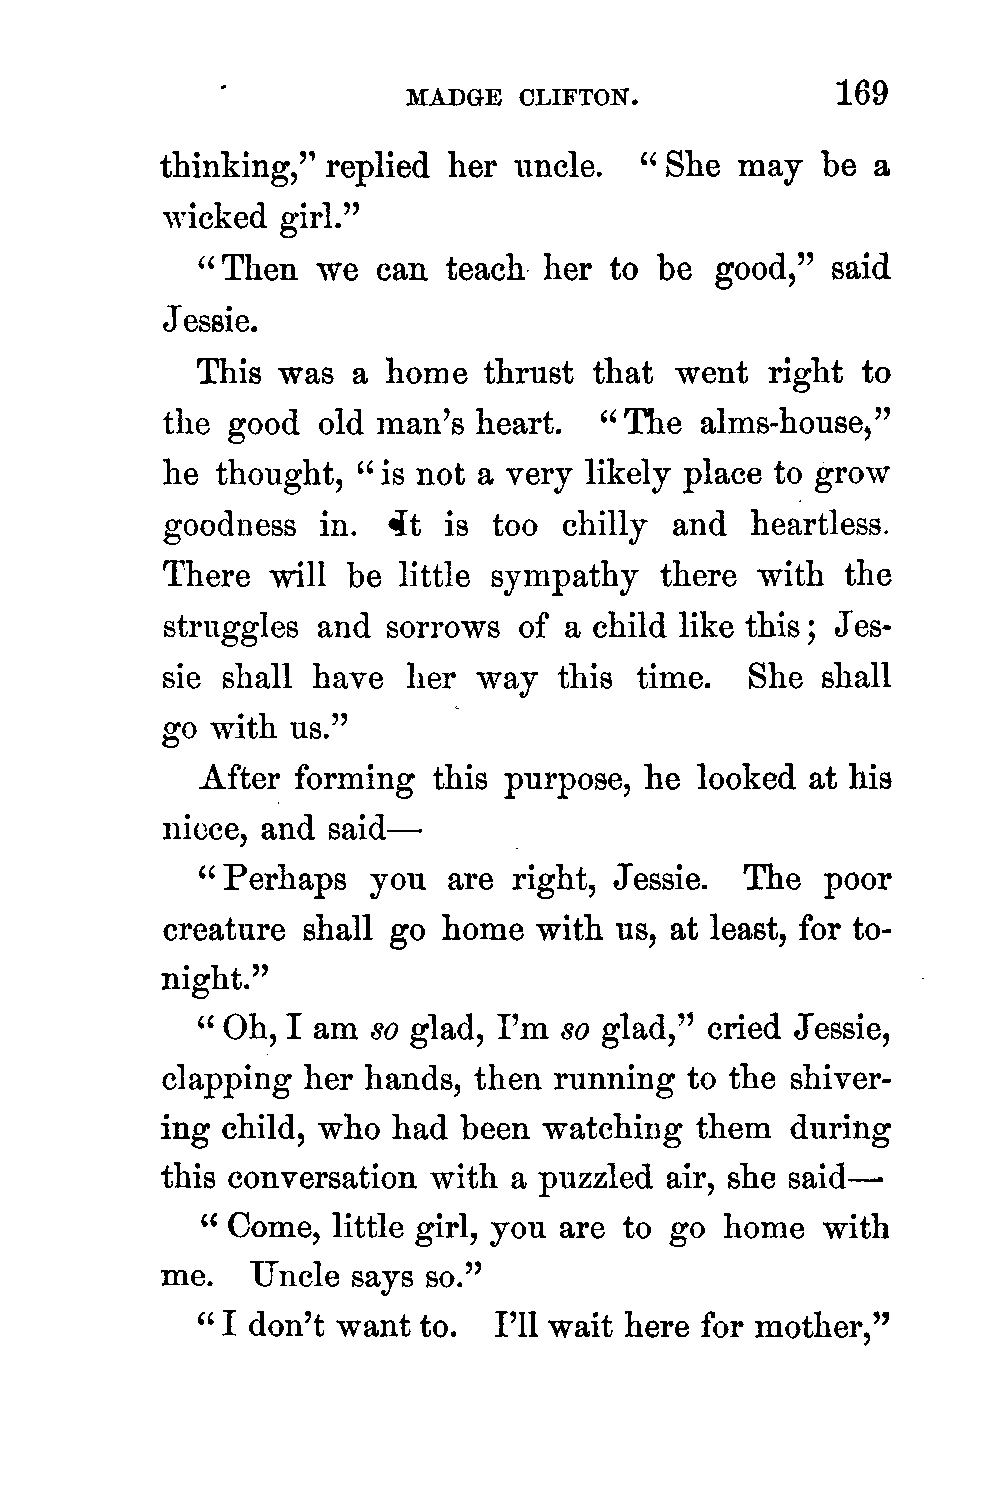 MADGE CLIFTON. 169
thinking," replied her uncle. "She may be a
wicked girl."
"Then we can teach her to be good," said
Jessie.
This was a home thrust that went right to
the good old man's heart. "The alms-house,"
he thought, "is not a very likely place to grow
goodness in. It is too chilly and heartless.
There will be little sympathy there with the
struggles and sorrows of a child like this; Jes-
sie shall have her way this time. She shall
go with us."
After forming this purpose, he looked at his
niece, and said—
"Perhaps you are right, Jessie. The poor
creature shall go home with us, at least, for to-
night."
"Oh, I am so glad, I'm so glad," cried Jessie,
clapping her hands, then running to the shiver-
ing child, who had been watching them during
this conversation with a puzzled air, she said—
"Come, little girl, you are to go home with
me. Uncle says so."
"I don't want to. I'll wait here for mother,"